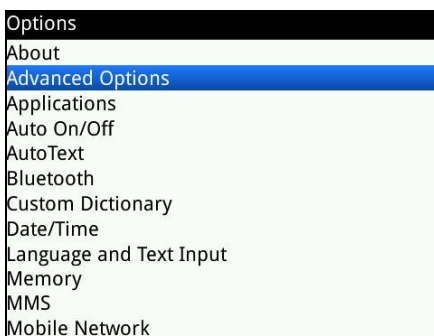 Options
About
Advanced Options
Applications
Auto On/Off
AutoText
Bluetooth
Custom Dictionary
Date/Time
Language and Text Input
Memory
MMS
Mobile Network